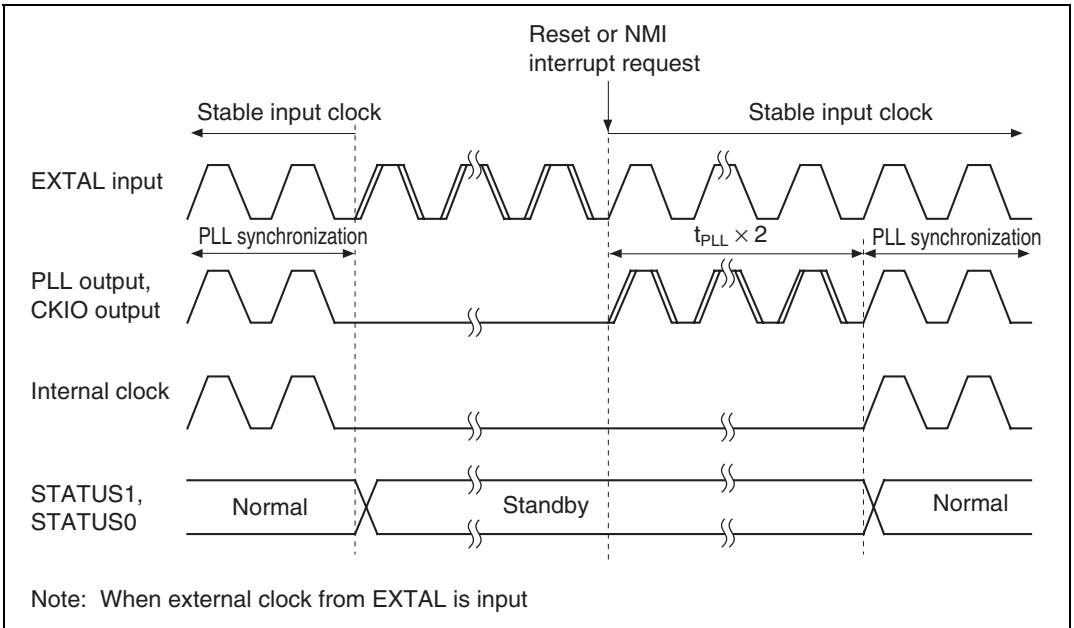 Reset or NMI
interrupt request
Stable input clock
Stable input clock
EXTAL input
PLL synchronization
tPLL × 2
PLL synchronization
PLL output,
CKIO output
Internal clock
STATUS1,
STATUS0
Normal
Standby
Normal
Note: When external clock from EXTAL is input